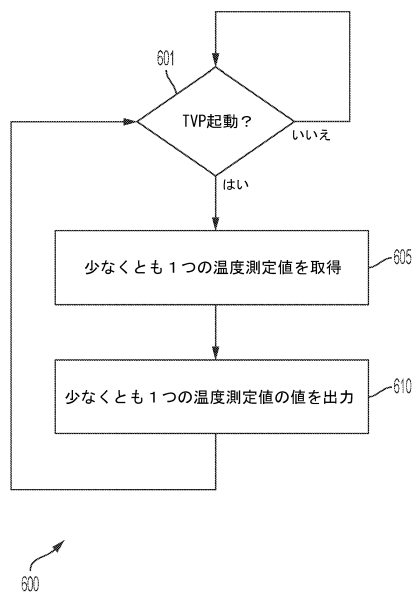 601
TVP起動？
いいえ
はい
少なくとも１つの温度測定値を取得
605
少なくとも１つの温度測定値の値を出力
610
600